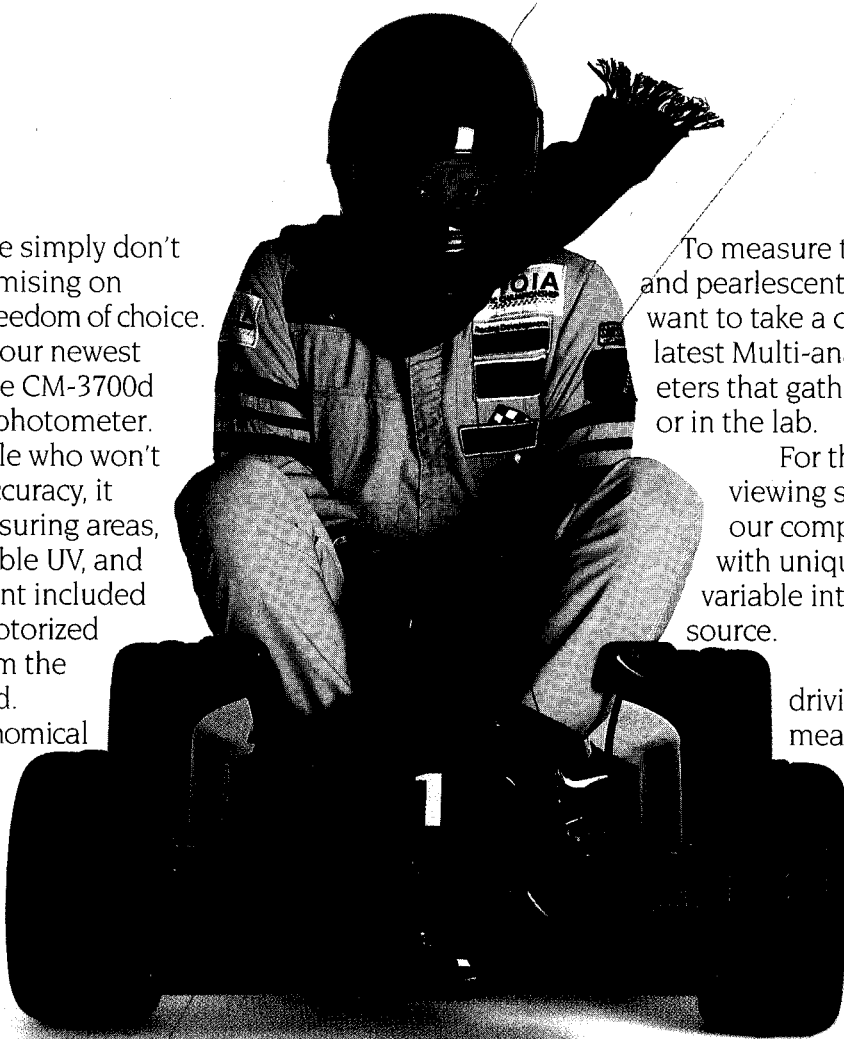 e simply don't
mising on
eedom of choice.
our newest
e CM-3700d
photometer.
le who won't
ccuracy, it
suring areas,
ble UV, and
nt included
otorized
m the
d.
nomical
To measure t
and pearlescent
want to take a c
latest Multi-an
eters that gath
or in the lab.
For th
viewing s
our comp
with uniqu
variable int
source.
drivi
mea
1